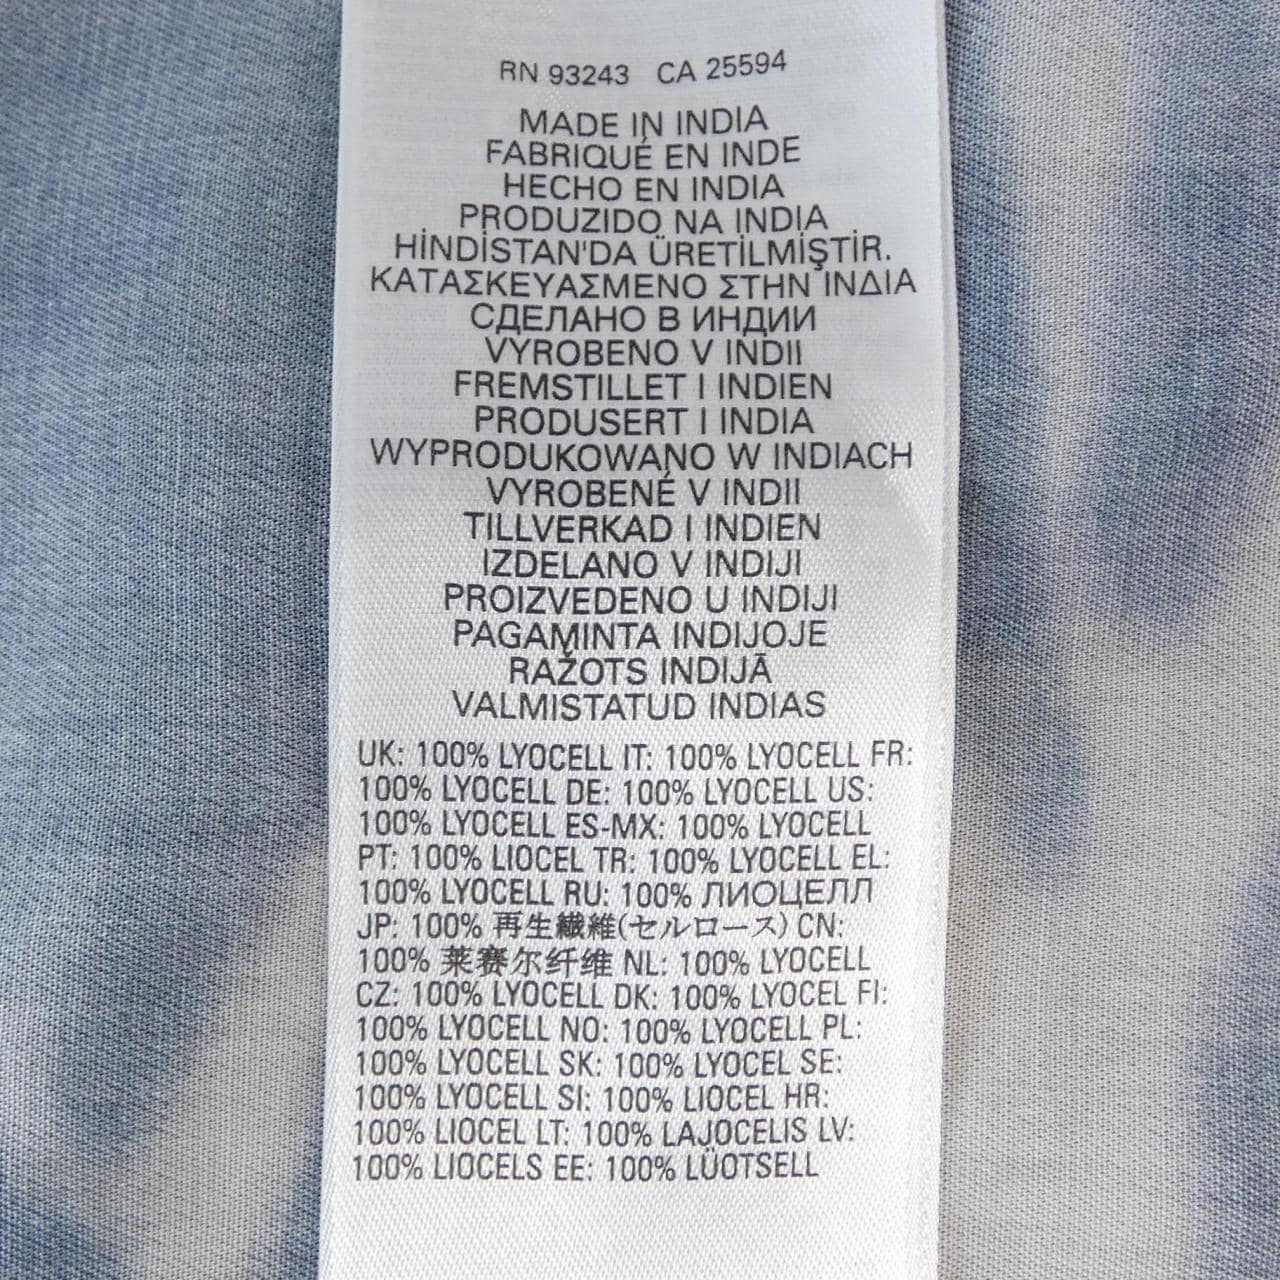 RN 93243 CA 25594
MADE IN INDIA
FABRIQUÉ EN INDE
HECHO EN INDIA
PRODUZIDO NA INDIA
HİNDİSTAN'DA ÜRETİLMİŞTİR.
ΚΑΤΑΣΚΕΥΑΣΜΕΝΟ ΣΤΗΝ ΙΝΔΙΑ
СДЕЛАНО В ИНДИИ
VYROBENO V INDII
FREMSTILLET I INDIEN
PRODUSERT I INDIA
WYPRODUKOWANO W INDIACH
VYROBENÉ V INDII
TILLVERKAD I INDIEN
IZDELANO V INDIJI
PROIZVEDENO U INDIJI
PAGAMINTA INDIJOJE
RAŽOTS INDIJĀ
VALMISTATUD INDIAS
UK: 100% LYOCELL IT: 100% LYOCELL FR:
100% LYOCELL DE: 100% LYOCELL US:
100% LYOCELL ES-MX: 100% LYOCELL
PT: 100% LIOCEL TR: 100% LYOCELL EL:
100% LYOCELL RU: 100% ЛИОЦЕЛЛ
JP: 100% 再生繊維(セルロース) CN:
100% 莱赛尔纤维 NL: 100% LYOCELL
CZ: 100% LYOCELL DK: 100% LYOCEL FI:
100% LYOCELL NO: 100% LYOCELL PL:
100% LYOCELL SK: 100% LYOCEL SE:
100% LYOCELL SI: 100% LIOCEL HR:
100% LIOCEL LT: 100% LAJOCELIS LV:
100% LIOCELS EE: 100% LÜOTSELL